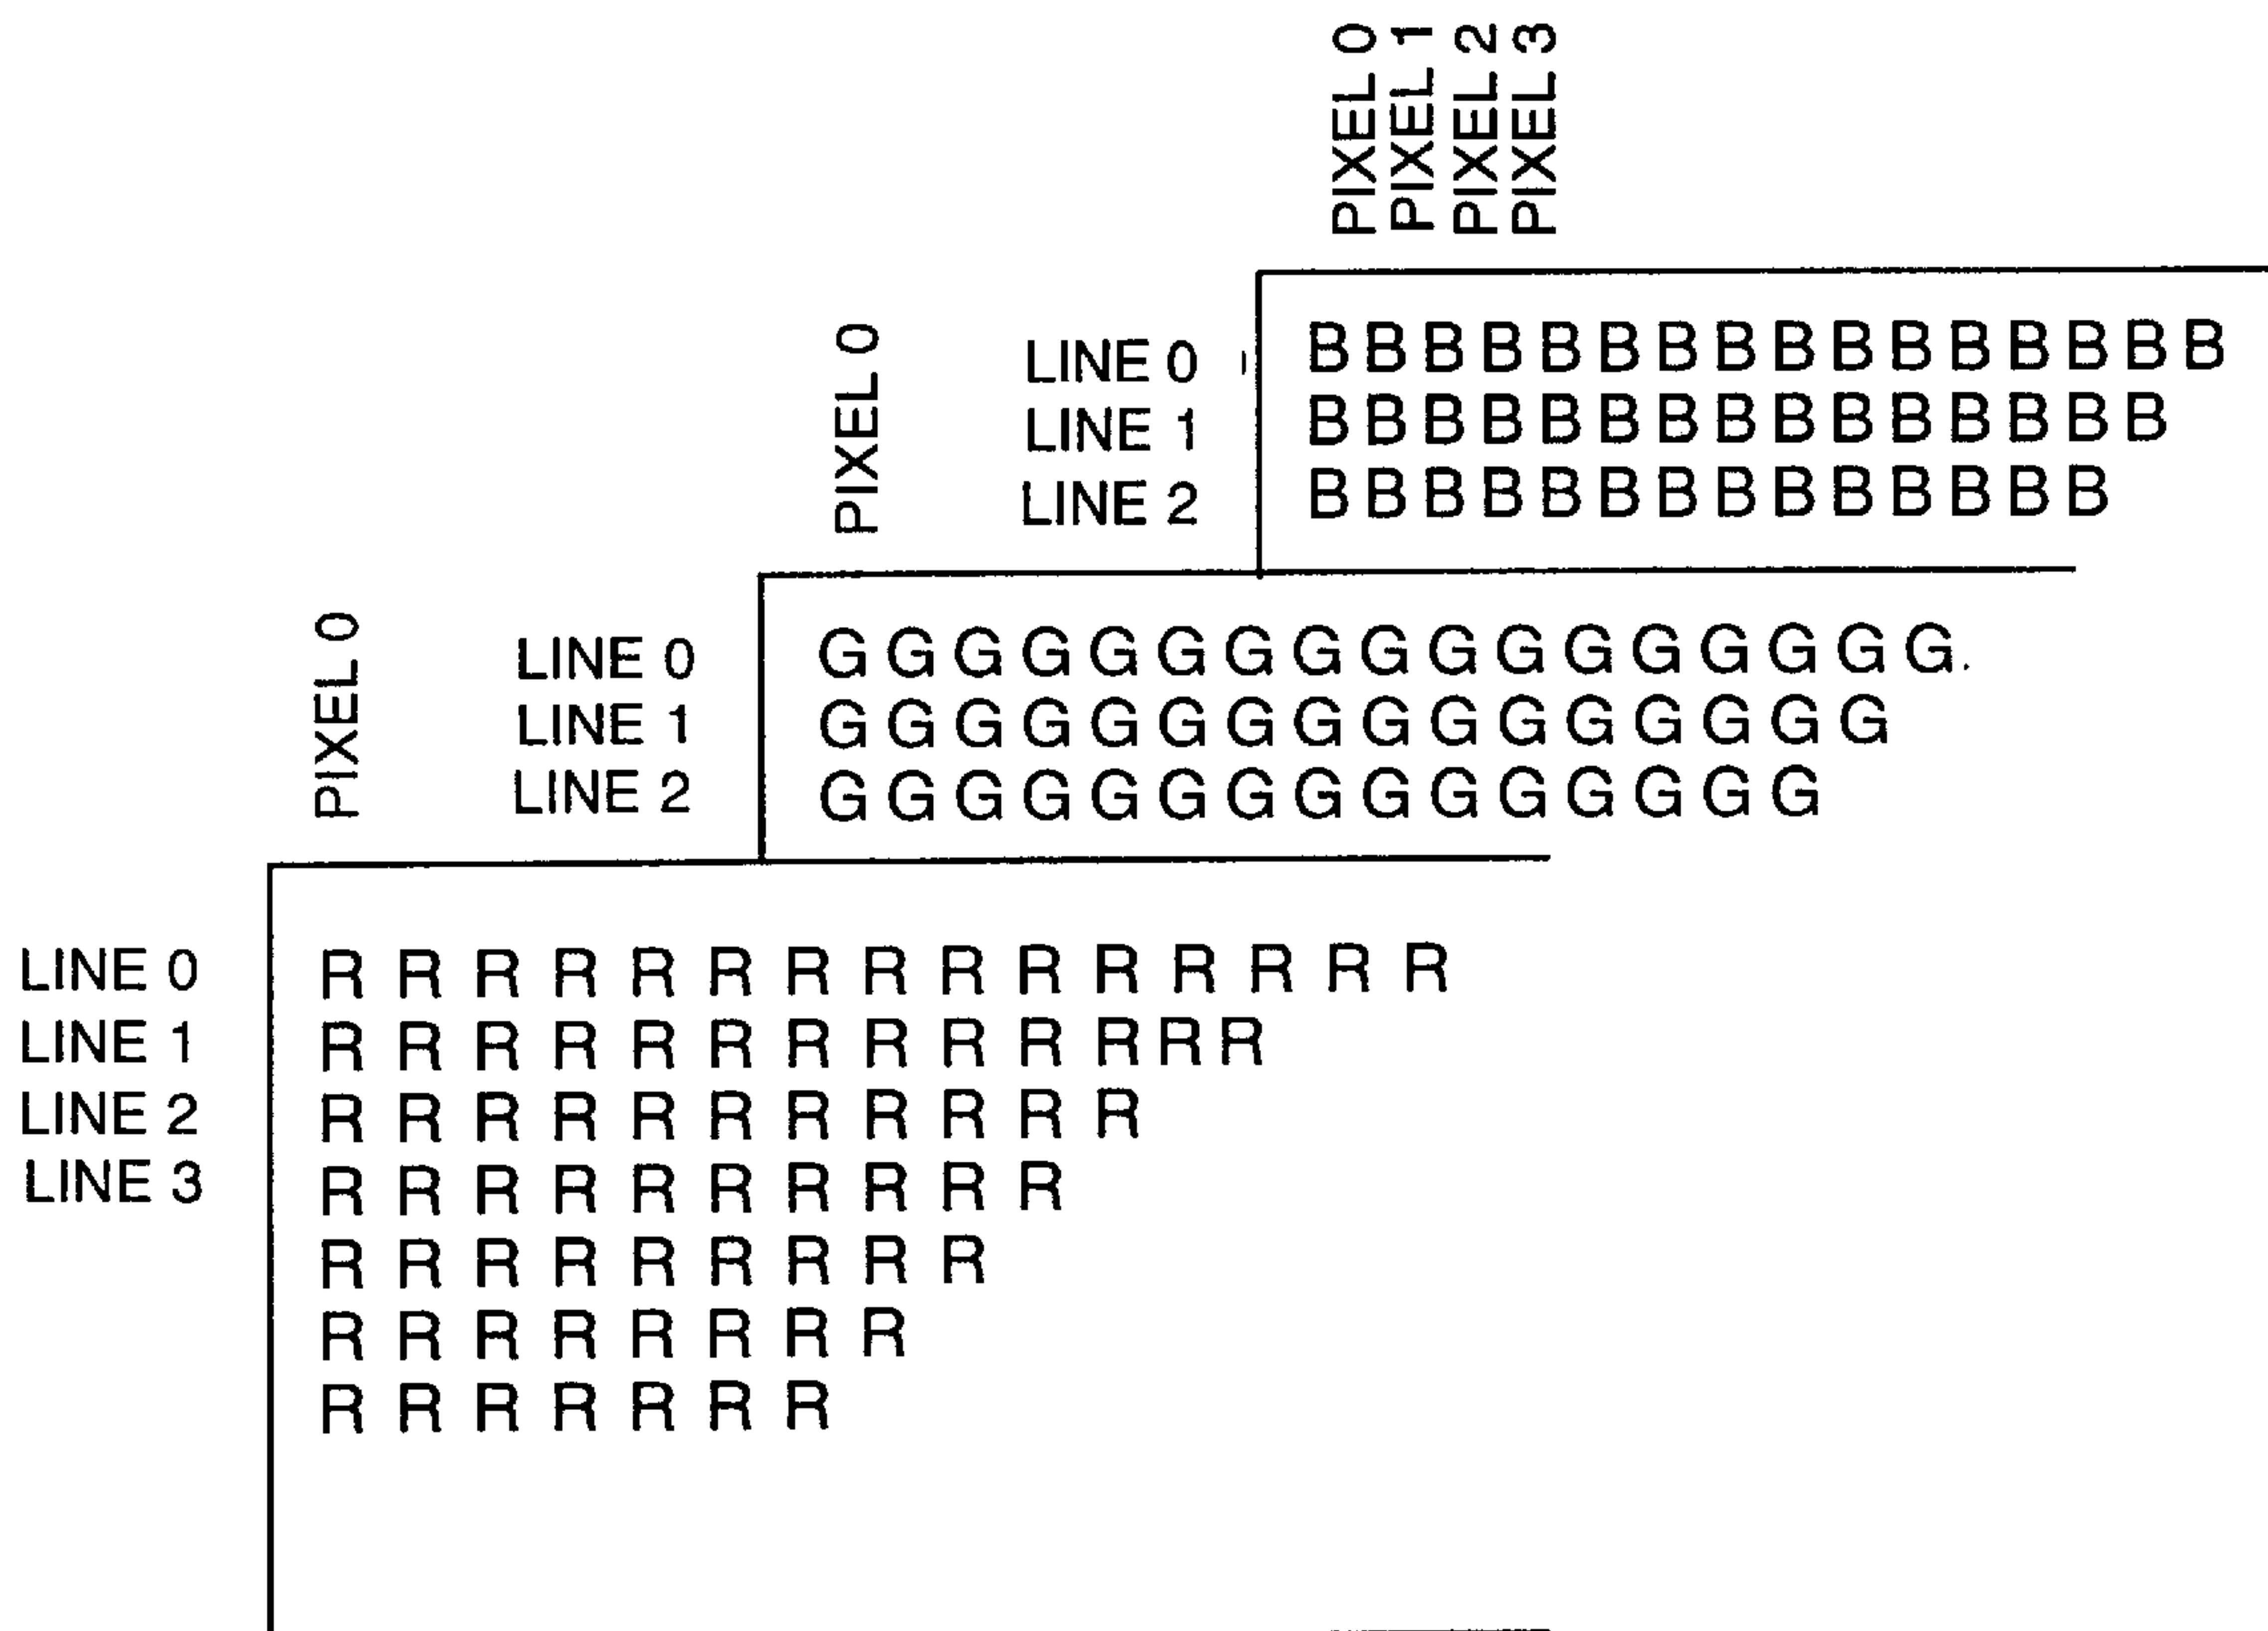 PIXEL 0
PIXEL 1
PIXEL 2
PIXEL 3
PIXEL 0
LINE 0 B B B B B B B B B B B B B B B B
LINE 1 B B B B B B B B B B B B B B B
LINE 2 B B B B B B B B B B B B B B
PIXEL 0
LINE 0 G G G G G G G G G G G G G G G G G
LINE 1 G G G G G G G G G G G G G G G G
LINE 2 G G G G G G G G G G G G G G G
LINE 0 R R R R R R R R R R R R R R R
LINE 1 R R R R R R R R R R R R R
LINE 2 R R R R R R R R R R R
LINE 3 R R R R R R R R R R
R R R R R R R R R
R R R R R R R R
R R R R R R R